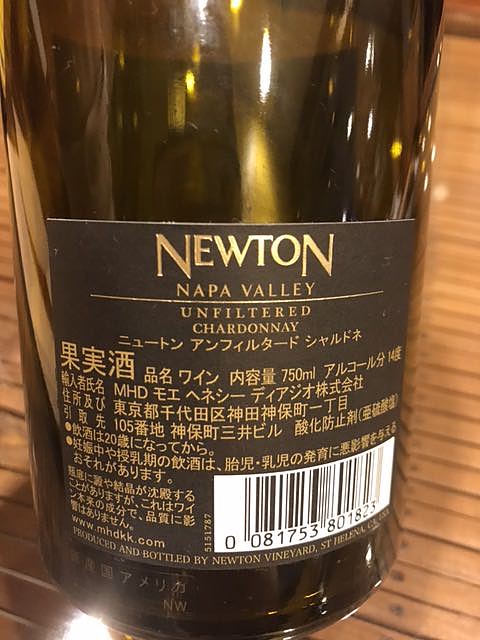 NEWTON
NAPA VALLEY
UNFILTERED
CHARDONNAY
ニュートン アンフィルタード シャルドネ
果実酒 品名 ワイン 内容量 750ml アルコール分 14度
輸入者氏名 MHD モエ ヘネシー ディアジオ株式会社
住所及び 東京都千代田区神田神保町一丁目
引取先 105番地 神保町三井ビル 酸化防止剤(亜硫酸塩)
●飲酒は20歳になってから。
●妊娠中や授乳期の飲酒は、胎児・乳児の発育に悪影響を与える
おそれがあります。
瓶底に澱や結晶が沈殿する
ことがありますが、これはワイ
ン本来の成分で、品質に影
響はありません。
www.mhdkk.com
5151787
0 081753 801823
PRODUCED AND BOTTLED BY NEWTON VINEYARD, ST HELENA, CA, USA
原産国アメリカ
NW